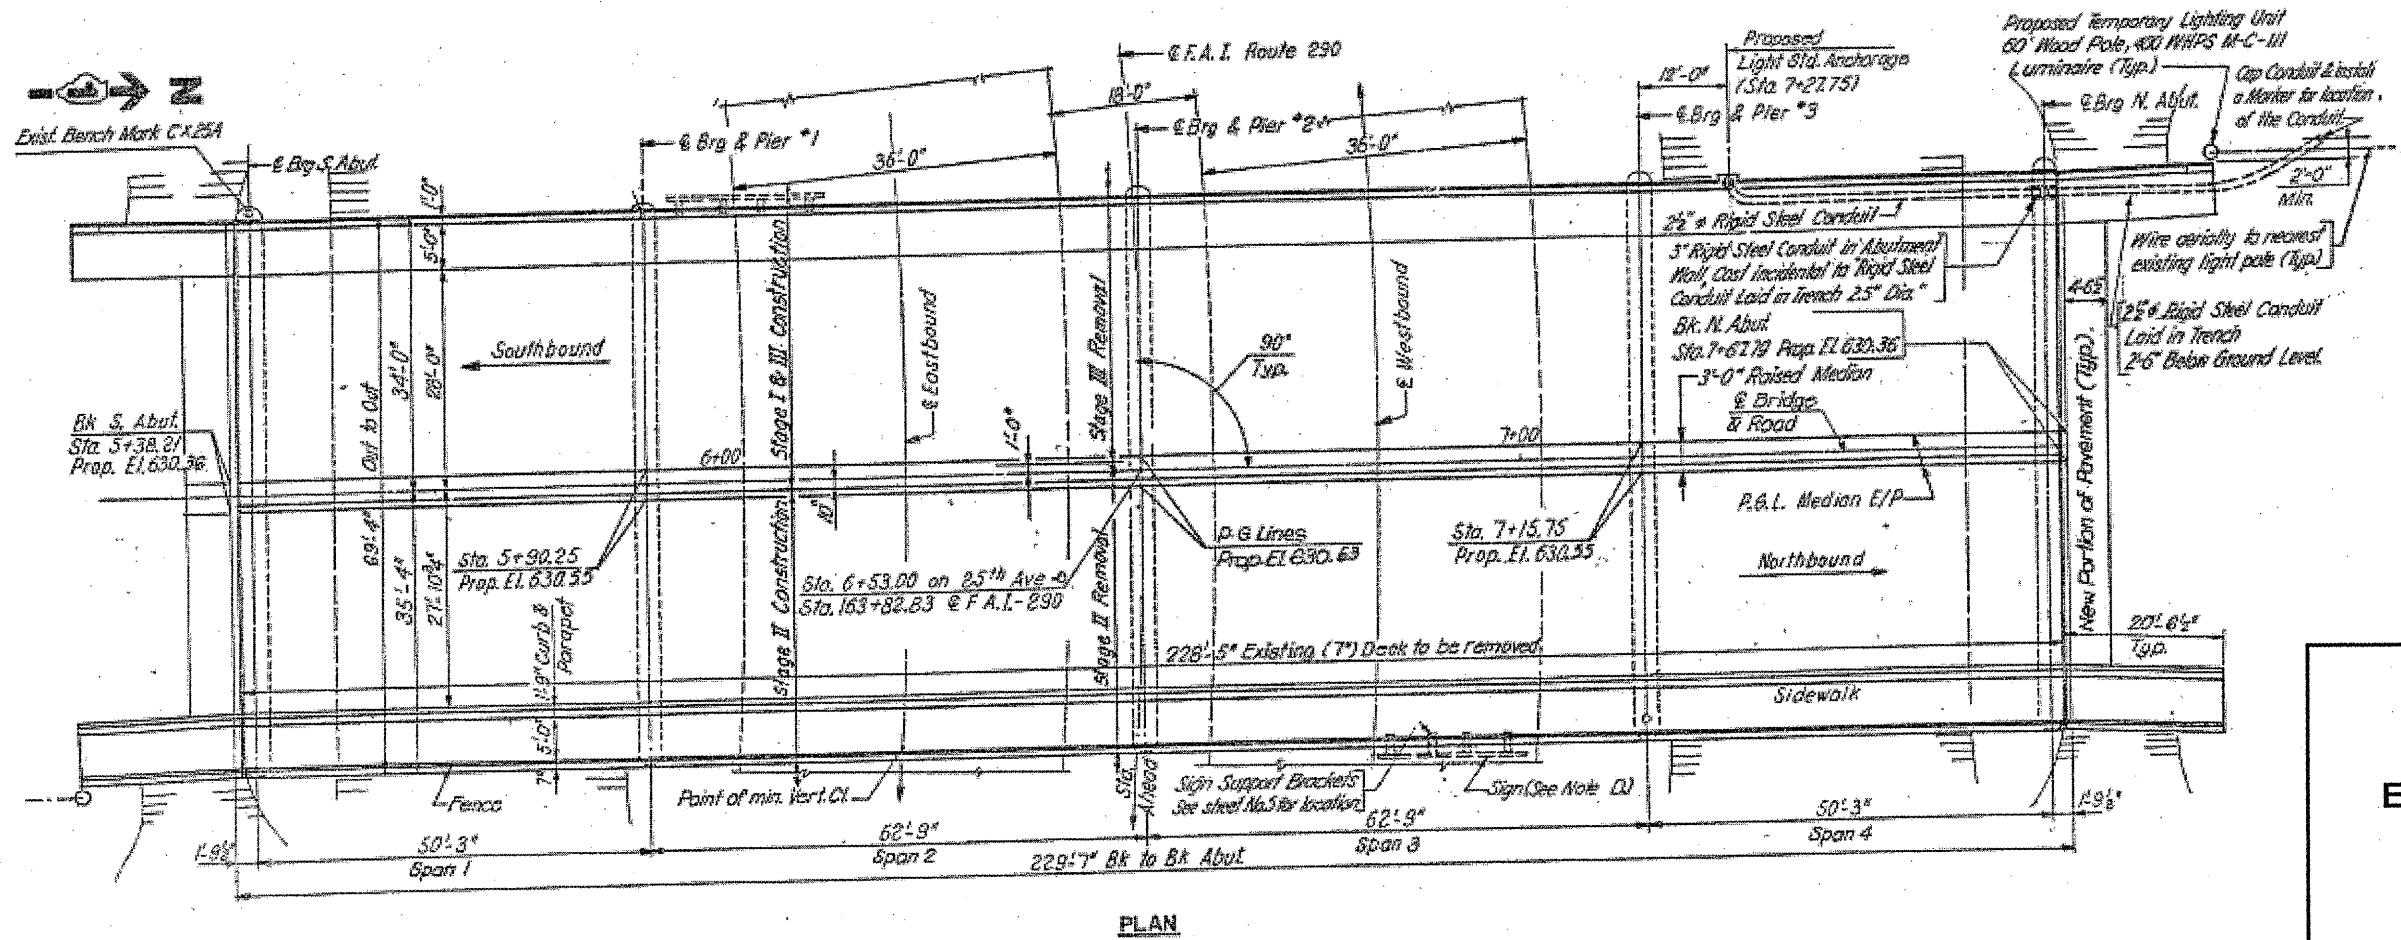 N
Exist. Bench Mark CX25A
℄ Brg S. Abut.
℄ Brg & Pier #1
℄ F.A.I. Route 290
18'-0"
℄ Brg & Pier #2
36'-0"
36'-0"
12'-0"
Proposed
Light Std. Anchorage
(Sta. 7+27.75)
℄ Brg & Pier #3
Proposed Temporary Lighting Unit
60' Wood Pole, 400 WHPS M-C-III
Luminaire (Typ.)
℄ Brg N. Abut.
Cap Conduit & Install
a Marker for location
of the Conduit
2'-0"
Min.
1'-0"
5'-0"
34'-0"
28'-0"
69'-4" Out to Out
35'-4"
27'-10¾"
Southbound
Stage I & III Construction
℄ Eastbound
Stage III Removal
90°
Typ.
℄ Westbound
2½" ø Rigid Steel Conduit
3" Rigid Steel Conduit in Abutment
Wall, Cost incidental to Rigid Steel
Conduit Laid in Trench 2.5" Dia."
Bk. N. Abut.
Sta. 7+67.79 Prop. El. 630.36
3'-0" Raised Median
℄ Bridge
& Road
Wire aerially to nearest
existing light pole (Typ.)
2½" ø Rigid Steel Conduit
Laid in Trench
2'-6" Below Ground Level.
New Portion of Pavement (Typ.)
Bk S. Abut.
Sta. 5+38.21
Prop. El. 630.36
6+00
1'-0"
7+00
10"
P.G.L. Median E/P
Sta. 5+90.25
Prop. El. 630.55
Sta. 6+53.00 on 25th Ave =
Sta. 163+82.83 ℄ F.A.I.-290
P.G Lines
Prop. El 630.63
Sta. 7+15.75
Prop. El. 630.55
Northbound
1'-9" Curb &
Parapet
5'-0"
7"
Stage II Construction
Stage II Removal
228'-5" Existing (7") Deck to be removed
20'-6½"
Typ.
Sidewalk
Fence
Point of min. Vert. Cl.
Sta.
Ahead
Sign Support Brackets
See sheet No.5 for location
Sign (See Note D)
1'-9½"
50'-3"
Span 1
62'-9"
Span 2
62'-9"
Span 3
50'-3"
Span 4
1'-9½"
229'-7" Bk to Bk Abut
PLAN